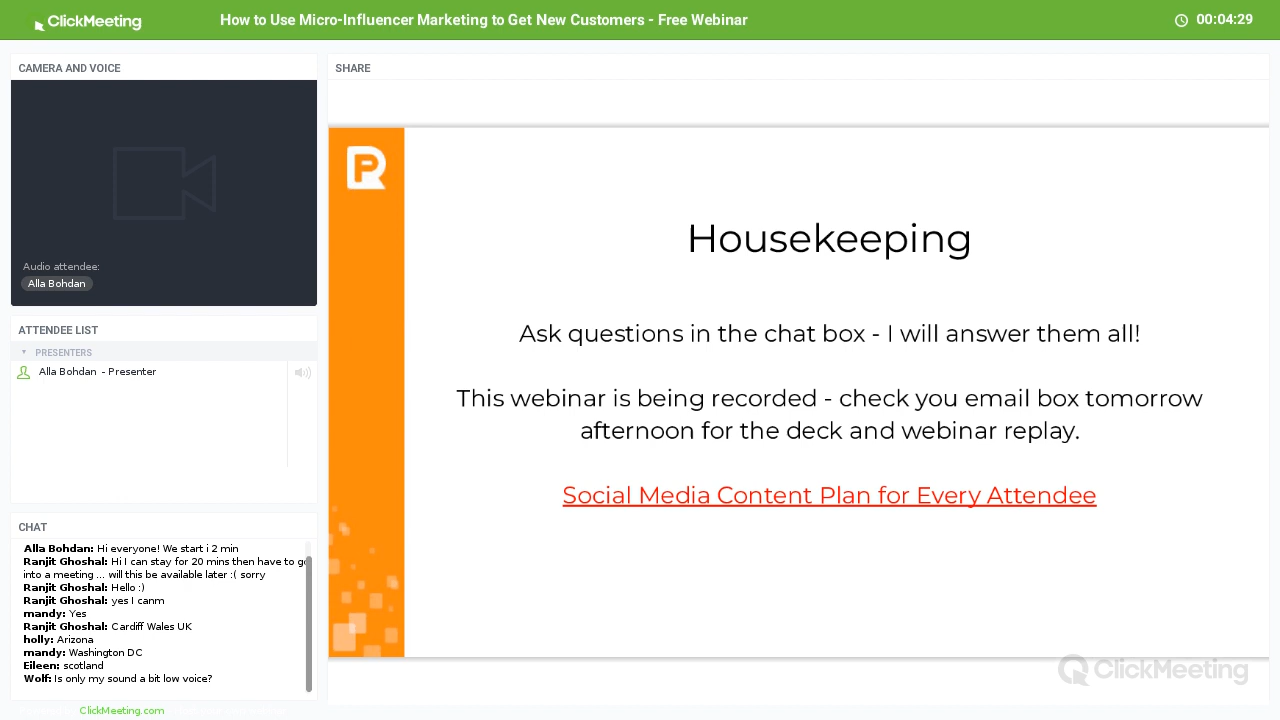 ClickMeeting
How to Use Micro-Influencer Marketing to Get New Customers - Free Webinar
00:04:29
CAMERA AND VOICE
Audio attendee:
Alla Bohdan
ATTENDEE LIST
PRESENTERS
Alla Bohdan - Presenter
CHAT
Alla Bohdan: Hi everyone! We start i 2 min
Ranjit Ghoshal: Hi I can stay for 20 mins then have to go
into a meeting ... will this be available later :( sorry
Ranjit Ghoshal: Hello :)
Ranjit Ghoshal: yes I canm
mandy: Yes
Ranjit Ghoshal: Cardiff Wales UK
holly: Arizona
mandy: Washington DC
Eileen: scotland
Wolf: Is only my sound a bit low voice?
ClickMeeting.com
SHARE
PR
Housekeeping
Ask questions in the chat box - I will answer them all!
This webinar is being recorded - check you email box tomorrow
afternoon for the deck and webinar replay.
Social Media Content Plan for Every Attendee
ClickMeeting